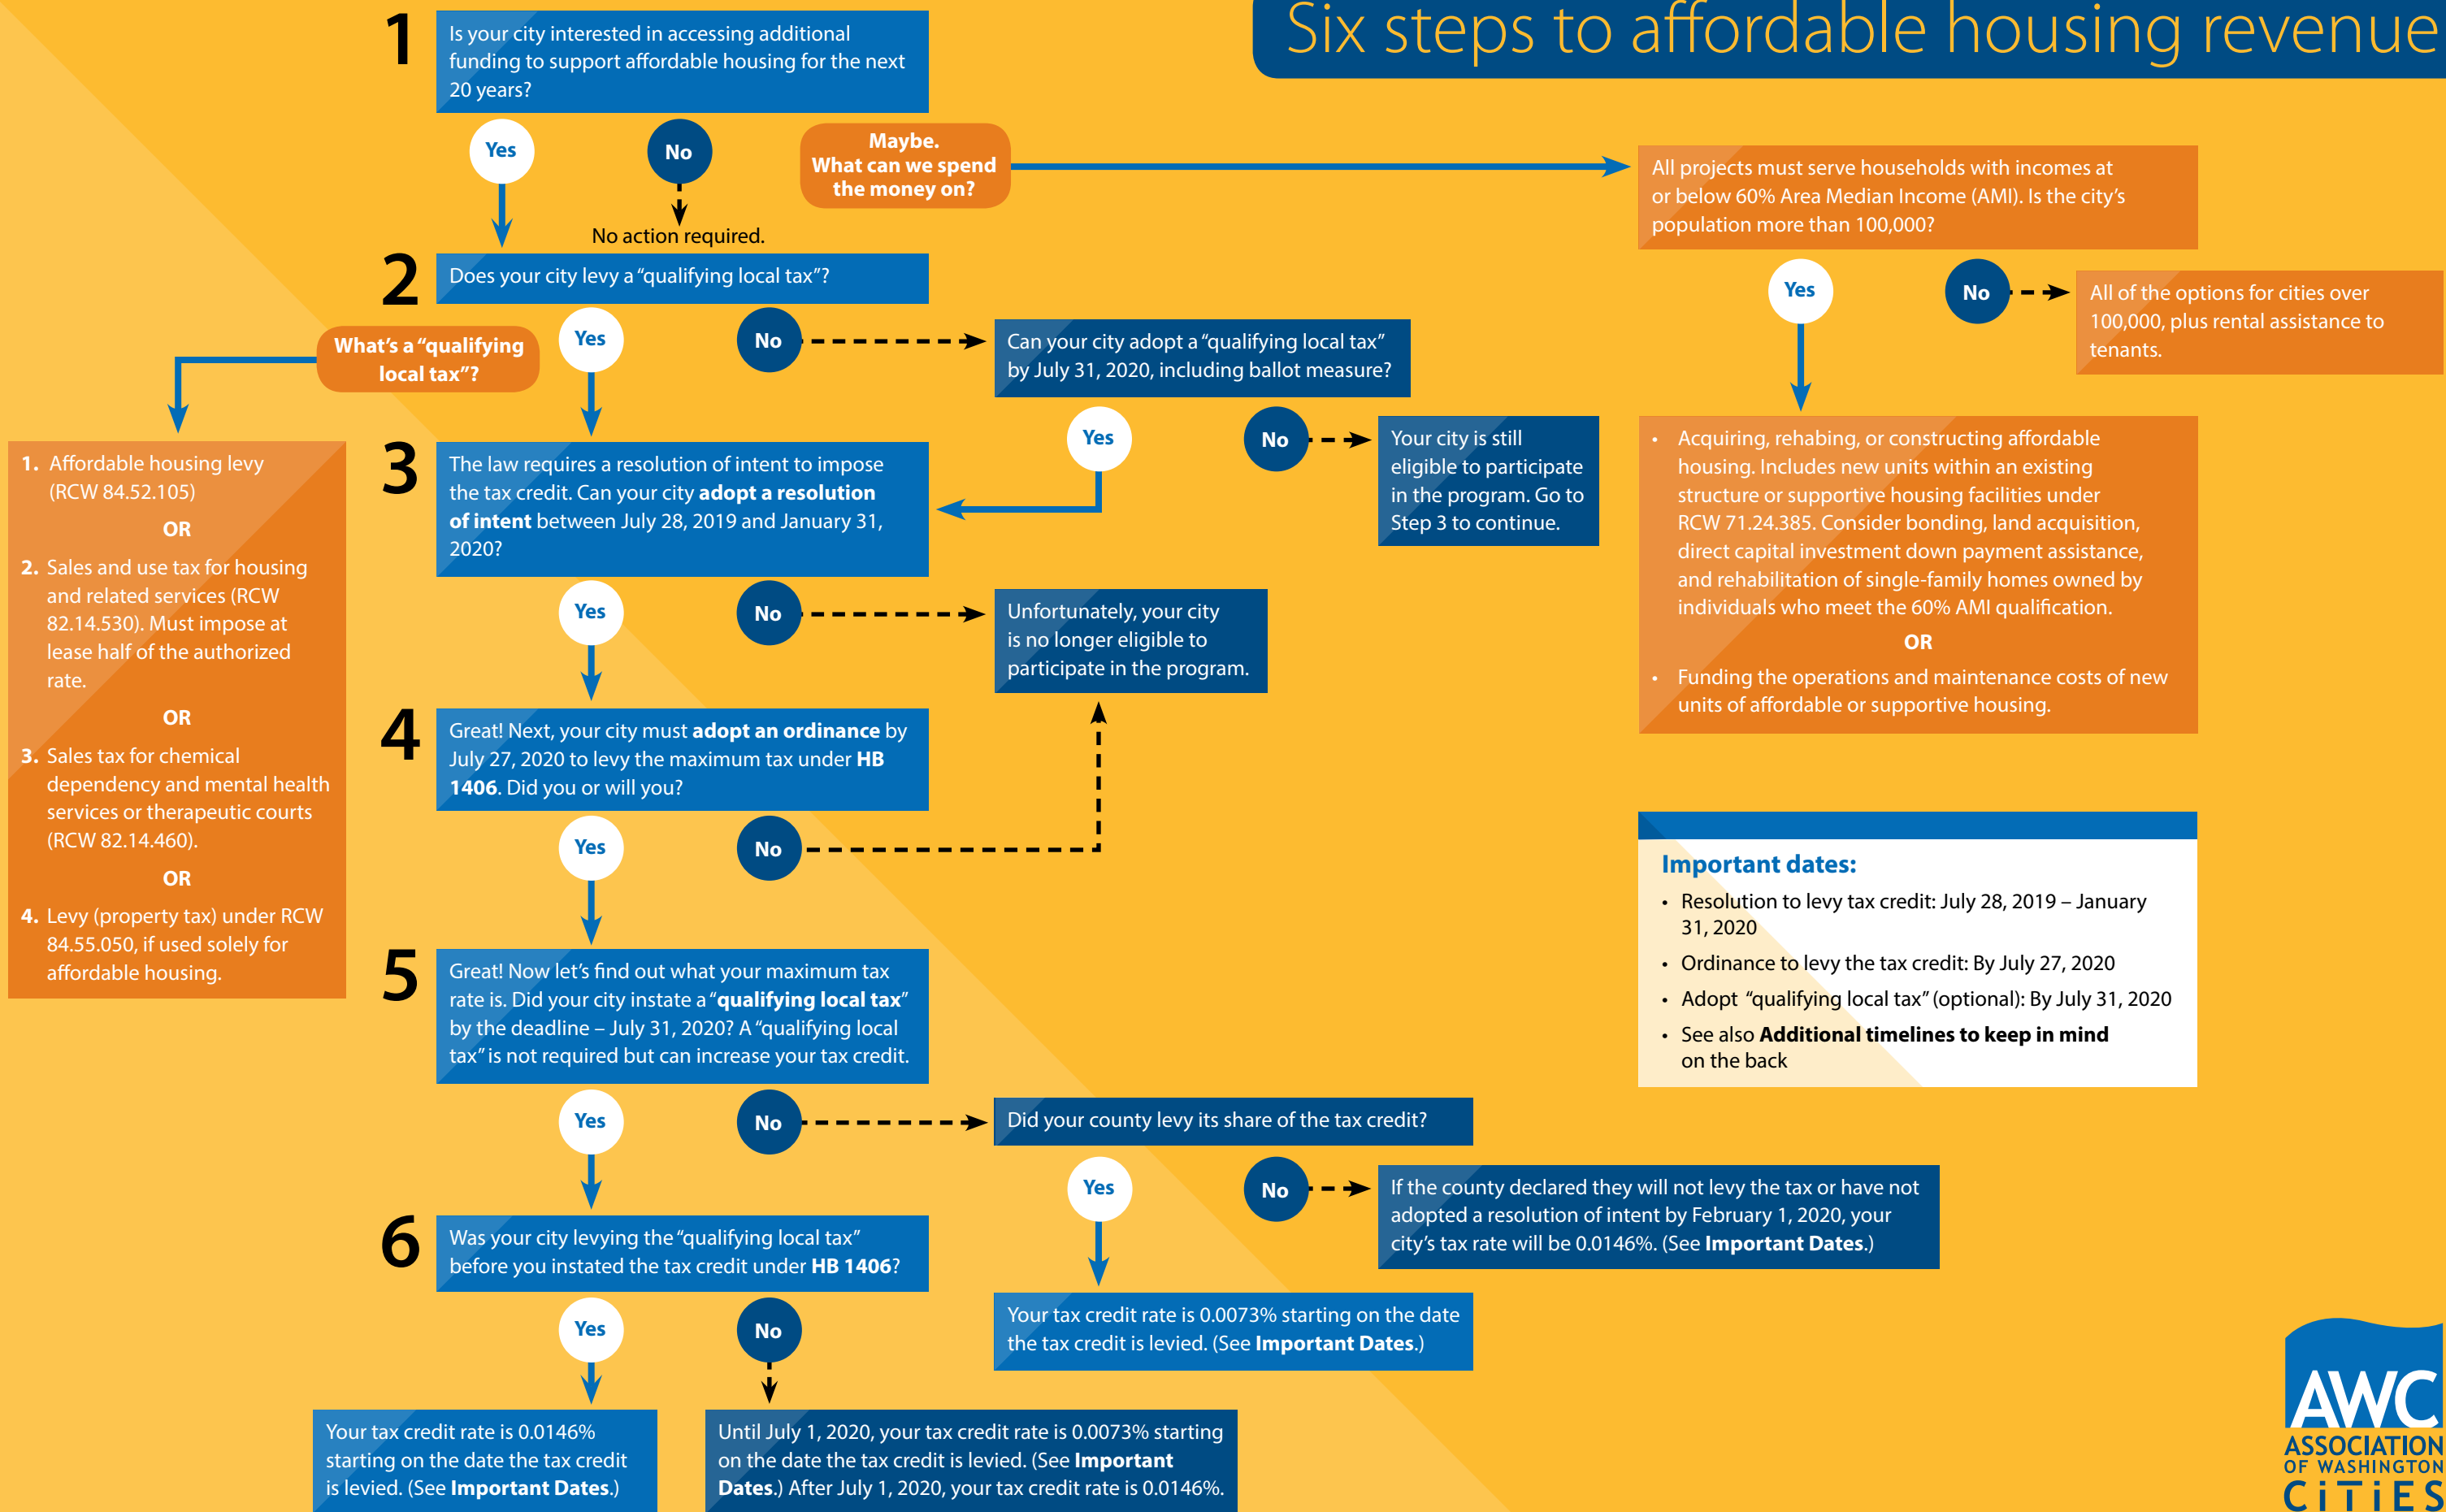 Six steps to affordable housing revenue
1
Is your city interested in accessing additional
funding to support affordable housing for the next
20 years?
Yes
No
No action required.
Maybe.
What can we spend
the money on?
All projects must serve households with incomes at
or below 60% Area Median Income (AMI). Is the city’s
population more than 100,000?
Yes
No
All of the options for cities over
100,000, plus rental assistance to
tenants.
• Acquiring, rehabing, or constructing affordable
housing. Includes new units within an existing
structure or supportive housing facilities under
RCW 71.24.385. Consider bonding, land acquisition,
direct capital investment down payment assistance,
and rehabilitation of single-family homes owned by
individuals who meet the 60% AMI qualification.
OR
• Funding the operations and maintenance costs of new
units of affordable or supportive housing.
2
Does your city levy a “qualifying local tax”?
What’s a “qualifying
local tax”?
1. Affordable housing levy
(RCW 84.52.105)
OR
2. Sales and use tax for housing
and related services (RCW
82.14.530). Must impose at
lease half of the authorized
rate.
OR
3. Sales tax for chemical
dependency and mental health
services or therapeutic courts
(RCW 82.14.460).
OR
4. Levy (property tax) under RCW
84.55.050, if used solely for
affordable housing.
Yes
No
Can your city adopt a “qualifying local tax”
by July 31, 2020, including ballot measure?
Yes
No
Your city is still
eligible to participate
in the program. Go to
Step 3 to continue.
3
The law requires a resolution of intent to impose
the tax credit. Can your city adopt a resolution
of intent between July 28, 2019 and January 31,
2020?
Yes
No
Unfortunately, your city
is no longer eligible to
participate in the program.
4
Great! Next, your city must adopt an ordinance by
July 27, 2020 to levy the maximum tax under HB
1406. Did you or will you?
Yes
No
5
Great! Now let’s find out what your maximum tax
rate is. Did your city instate a “qualifying local tax”
by the deadline – July 31, 2020? A “qualifying local
tax” is not required but can increase your tax credit.
Yes
No
Did your county levy its share of the tax credit?
Yes
No
If the county declared they will not levy the tax or have not
adopted a resolution of intent by February 1, 2020, your
city’s tax rate will be 0.0146%. (See Important Dates.)
Your tax credit rate is 0.0073% starting on the date
the tax credit is levied. (See Important Dates.)
6
Was your city levying the “qualifying local tax”
before you instated the tax credit under HB 1406?
Yes
No
Your tax credit rate is 0.0146%
starting on the date the tax credit
is levied. (See Important Dates.)
Until July 1, 2020, your tax credit rate is 0.0073% starting
on the date the tax credit is levied. (See Important
Dates.) After July 1, 2020, your tax credit rate is 0.0146%.
Important dates:
• Resolution to levy tax credit: July 28, 2019 – January
31, 2020
• Ordinance to levy the tax credit: By July 27, 2020
• Adopt “qualifying local tax” (optional): By July 31, 2020
• See also Additional timelines to keep in mind
on the back
AWC
ASSOCIATION
OF WASHINGTON
CiTiES